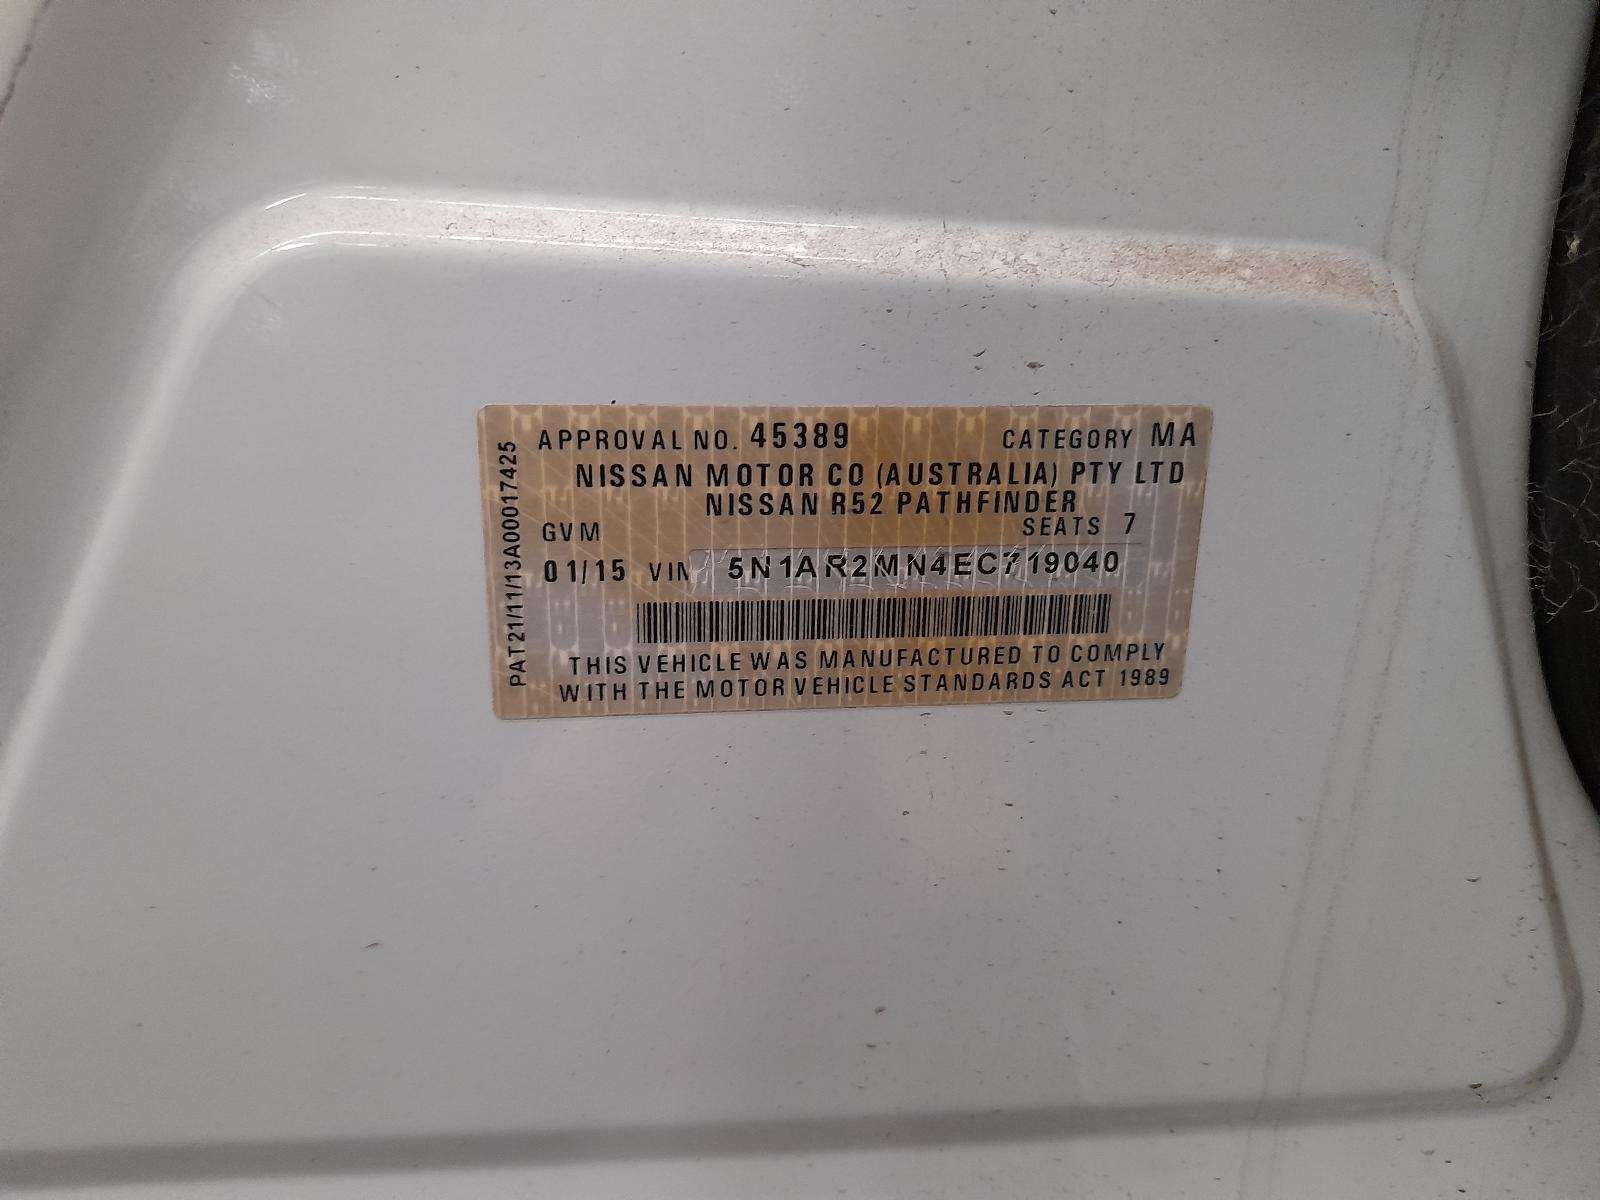 PAT21/11/13A00017425
APPROVAL NO. 45389 CATEGORY MA
NISSAN MOTOR CO (AUSTRALIA) PTY LTD
NISSAN R52 PATHFINDER
GVM SEATS 7
01/15 VIN 5N1AR2MN4EC719040
THIS VEHICLE WAS MANUFACTURED TO COMPLY
WITH THE MOTOR VEHICLE STANDARDS ACT 1989